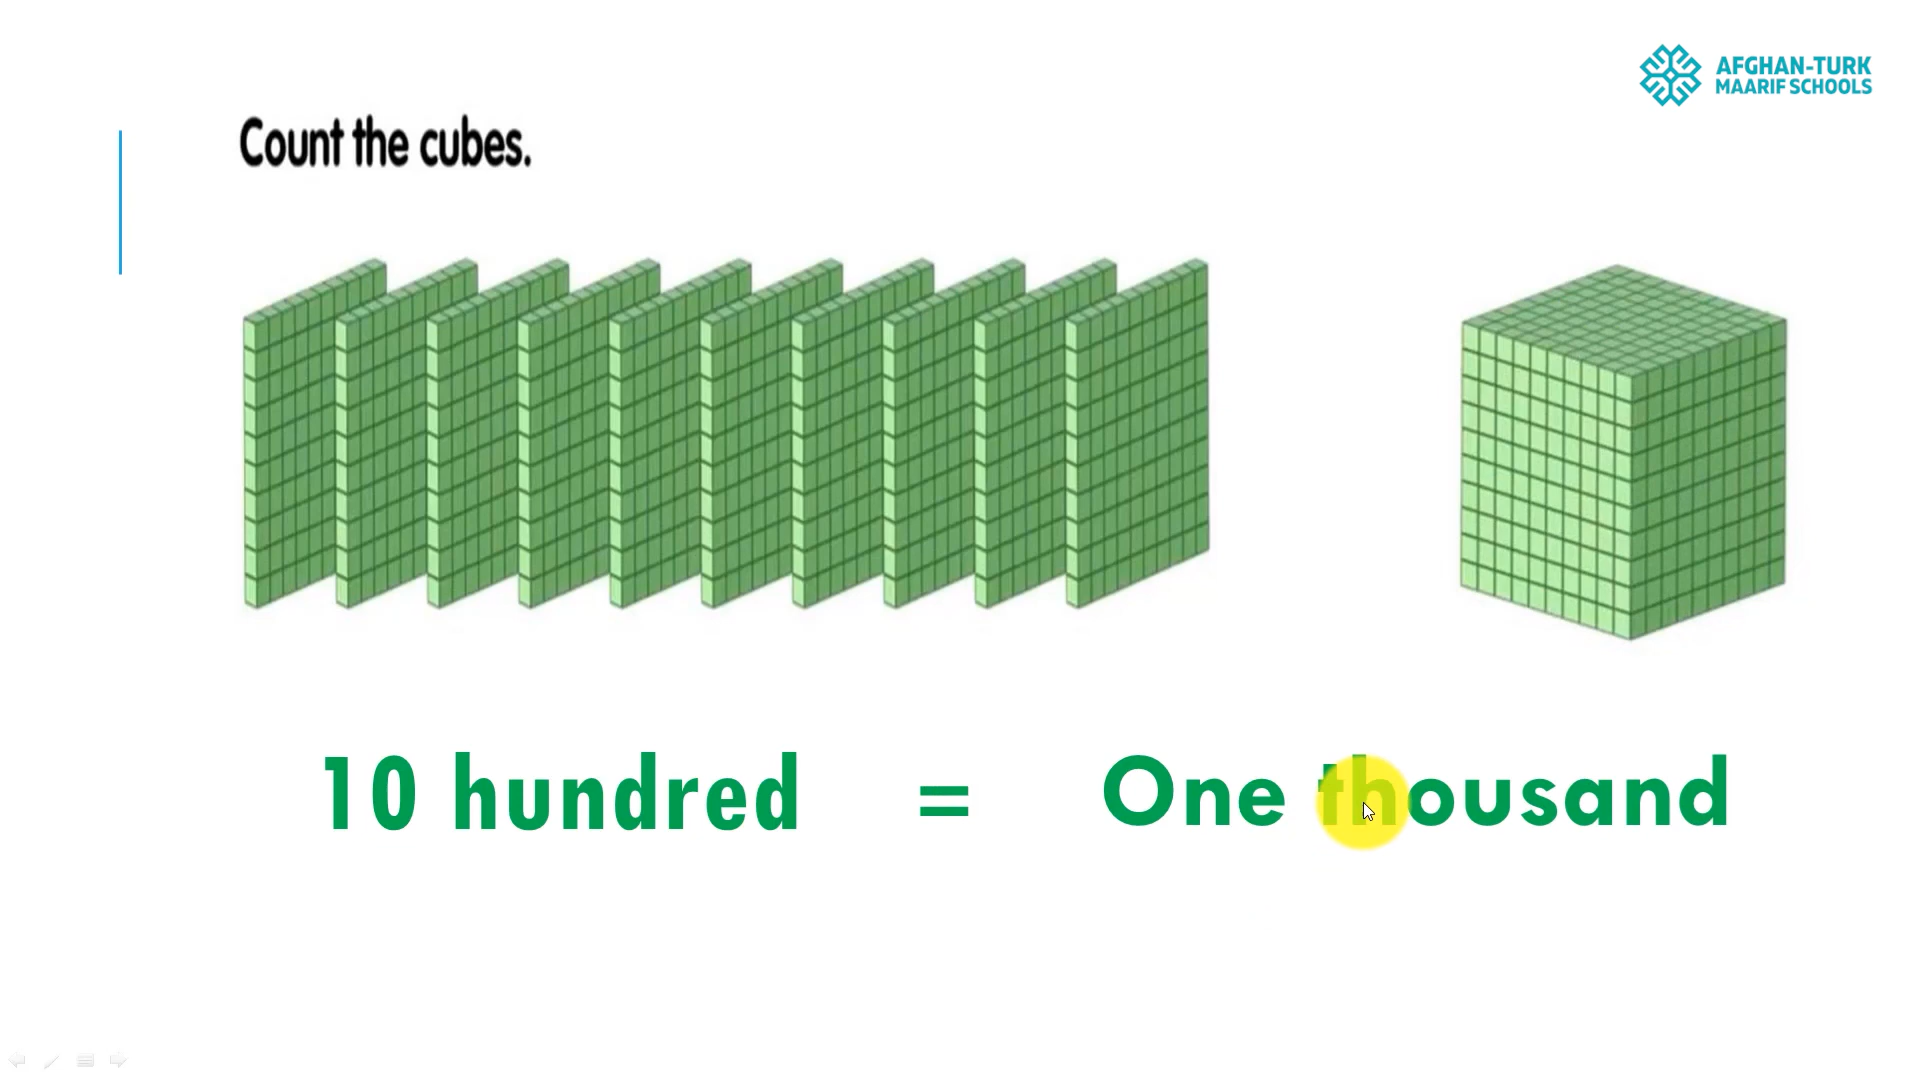 AFGHAN-TURK
MAARIF SCHOOLS
Count the cubes.
10 hundred = One thousand